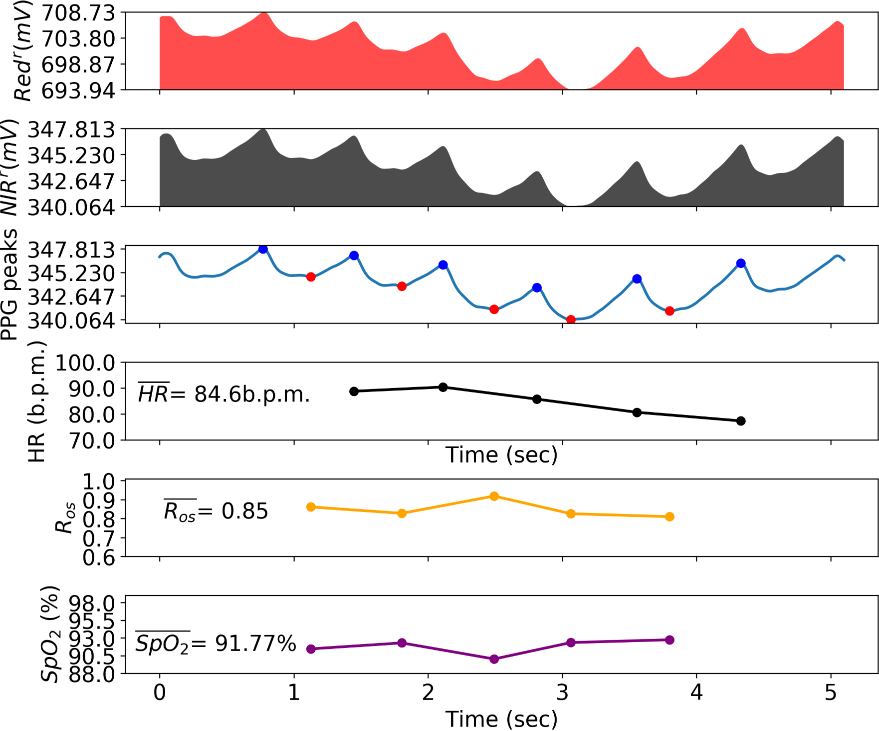 Red^r(mV)
708.73
703.80
698.87
693.94
NIR^r(mV)
347.813
345.230
342.647
340.064
PPG peaks
347.813
345.230
342.647
340.064
HR (b.p.m.)
100.0
90.0
80.0
70.0
HR= 84.6b.p.m.
Time (sec)
R_os
1.0
0.9
0.8
0.6
R_os= 0.85
SpO₂ (%)
98.0
95.5
93.0
90.5
88.0
SpO₂= 91.77%
0 1 2 3 4 5
Time (sec)